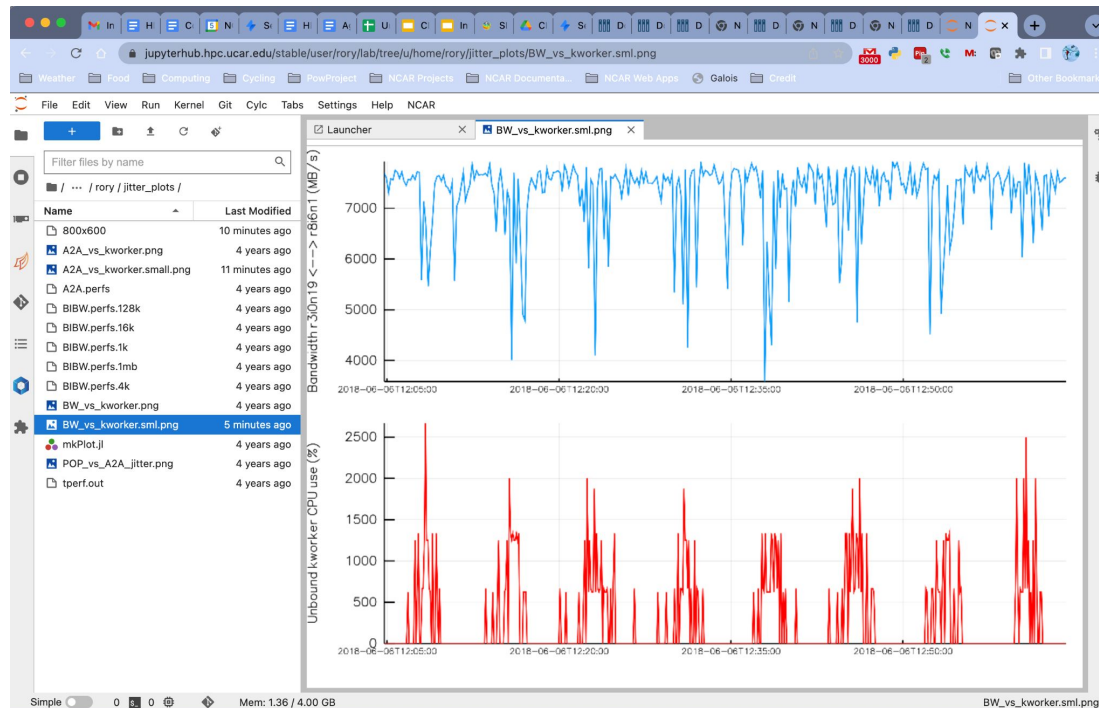 In
H
C
N
S
H
A
U
C
In
S
C
S
D
D
N
D
N
D
N
D
N
D
N
jupyterhub.hpc.ucar.edu/stable/user/rory/lab/tree/u/home/rory/jitter_plots/BW_vs_kworker.sml.png
3000
2
M:
Weather Food Computing Cycling PowProject NCAR Projects NCAR Documenta... NCAR Web Apps Galois Credit Other Bookmark
File Edit View Run Kernel Git Cylc Tabs Settings Help NCAR
Launcher
BW_vs_kworker.sml.png
Filter files by name
/ ··· / rory / jitter_plots /
Name Last Modified
800x600 10 minutes ago
A2A_vs_kworker.png 4 years ago
A2A_vs_kworker.small.png 11 minutes ago
A2A.perfs 4 years ago
BIBW.perfs.128k 4 years ago
BIBW.perfs.16k 4 years ago
BIBW.perfs.1k 4 years ago
BIBW.perfs.1mb 4 years ago
BIBW.perfs.4k 4 years ago
BW_vs_kworker.png 4 years ago
BW_vs_kworker.sml.png 5 minutes ago
mkPlot.jl 4 years ago
POP_vs_A2A_jitter.png 4 years ago
tperf.out 4 years ago
Bandwidth r3i0n19 <--> r8i6n1 (MB/s)
7000
6000
5000
4000
2018-06-06T12:05:00 2018-06-06T12:20:00 2018-06-06T12:35:00 2018-06-06T12:50:00
Unbound kworker CPU use (%)
2500
2000
1500
1000
500
0
2018-06-06T12:05:00 2018-06-06T12:20:00 2018-06-06T12:35:00 2018-06-06T12:50:00
Simple 0 0 Mem: 1.36 / 4.00 GB BW_vs_kworker.sml.png